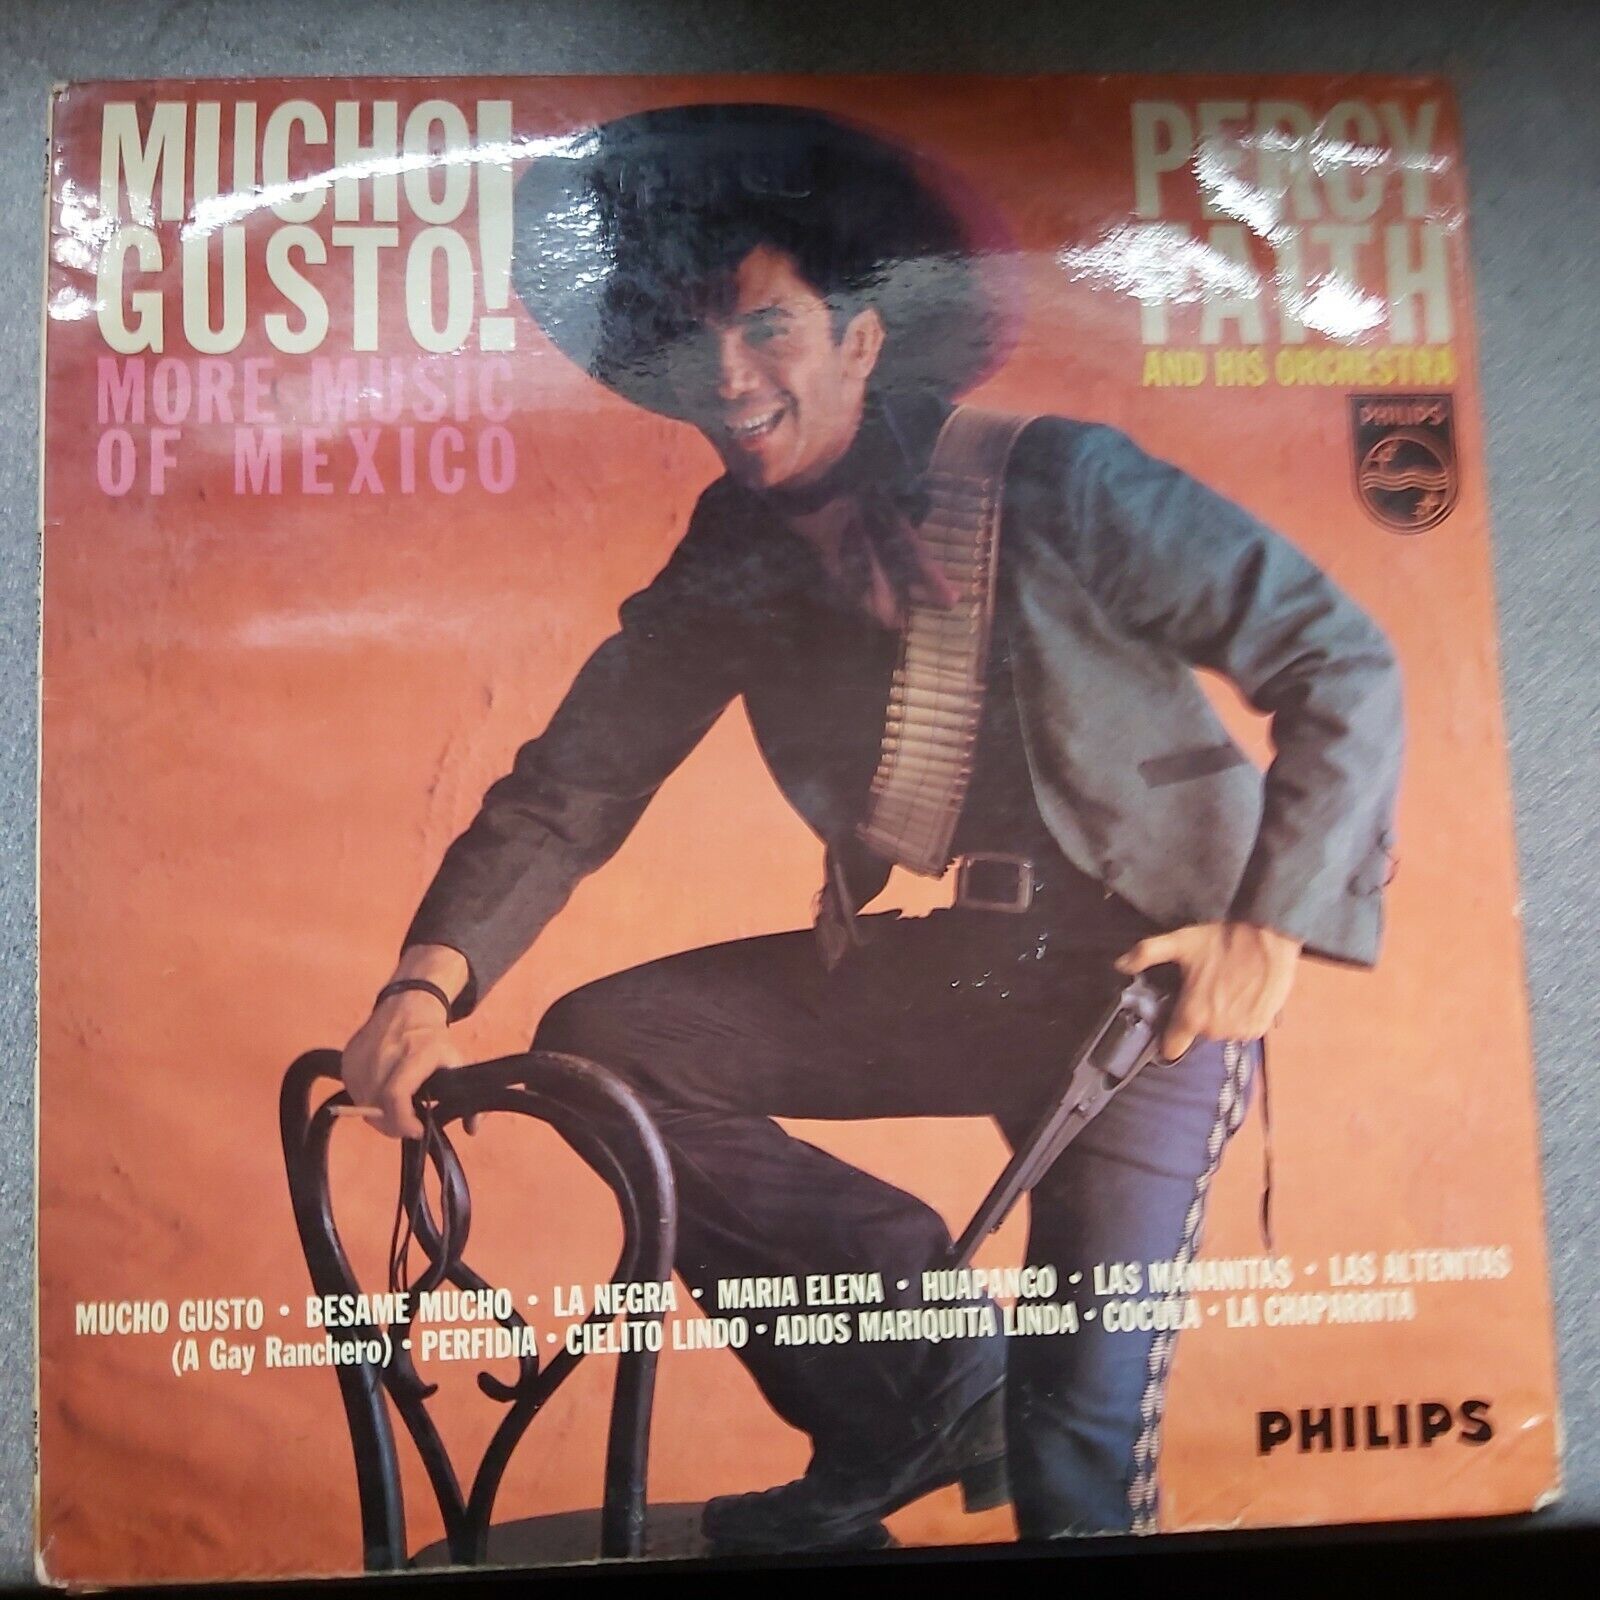 MUCHO
GUSTO!
MORE MUSIC
OF MEXICO
PERCY
FAITH
AND HIS ORCHESTRA
PHILIPS
MUCHO GUSTO • BESAME MUCHO • LA NEGRA • MARIA ELENA • HUAPANGO • LAS MANANITAS • LAS ALTENITAS
(A Gay Ranchero) • PERFIDIA • CIELITO LINDO • ADIOS MARIQUITA LINDA • COCULA • LA CHAPARRITA
PHILIPS